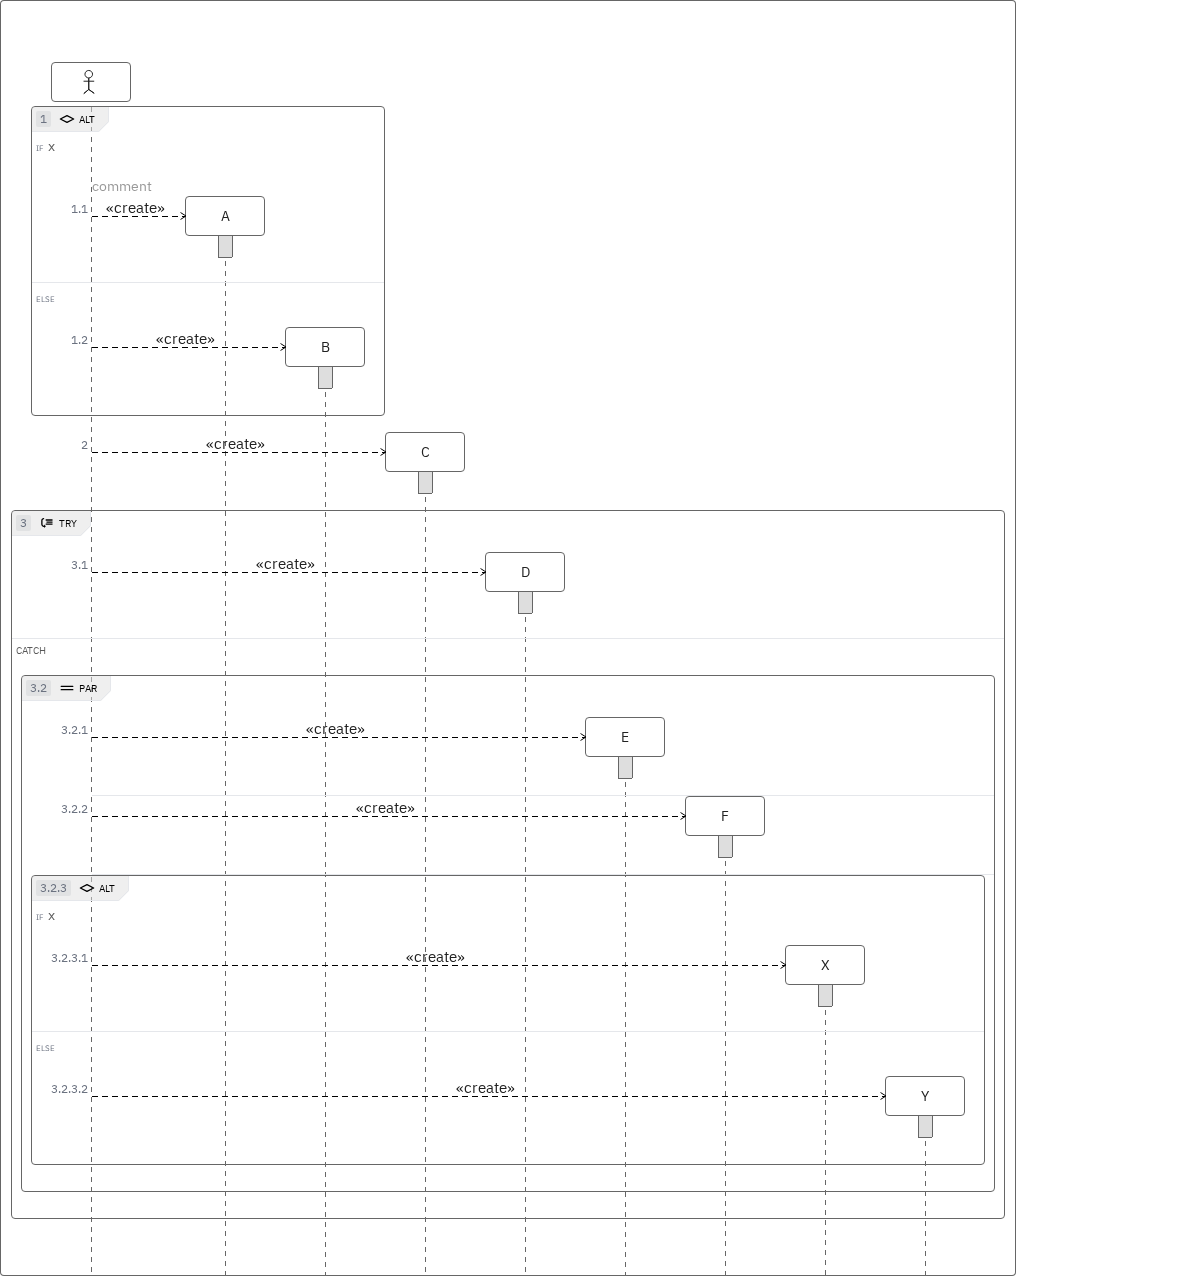 1 ALT
IF X
comment
1.1 «create» A
ELSE
1.2 «create» B
2 «create» C
3 TRY
3.1 «create» D
CATCH
3.2 PAR
3.2.1 «create» E
3.2.2 «create» F
3.2.3 ALT
IF X
3.2.3.1 «create» X
ELSE
3.2.3.2 «create» Y